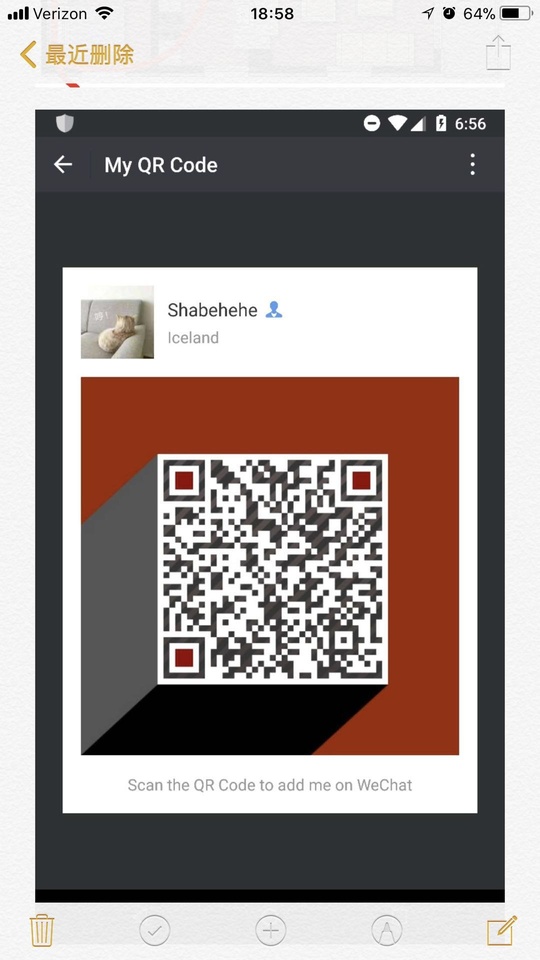 Verizon 18:58 64%
最近删除
6:56
My QR Code
Shabehehe
Iceland
Scan the QR Code to add me on WeChat